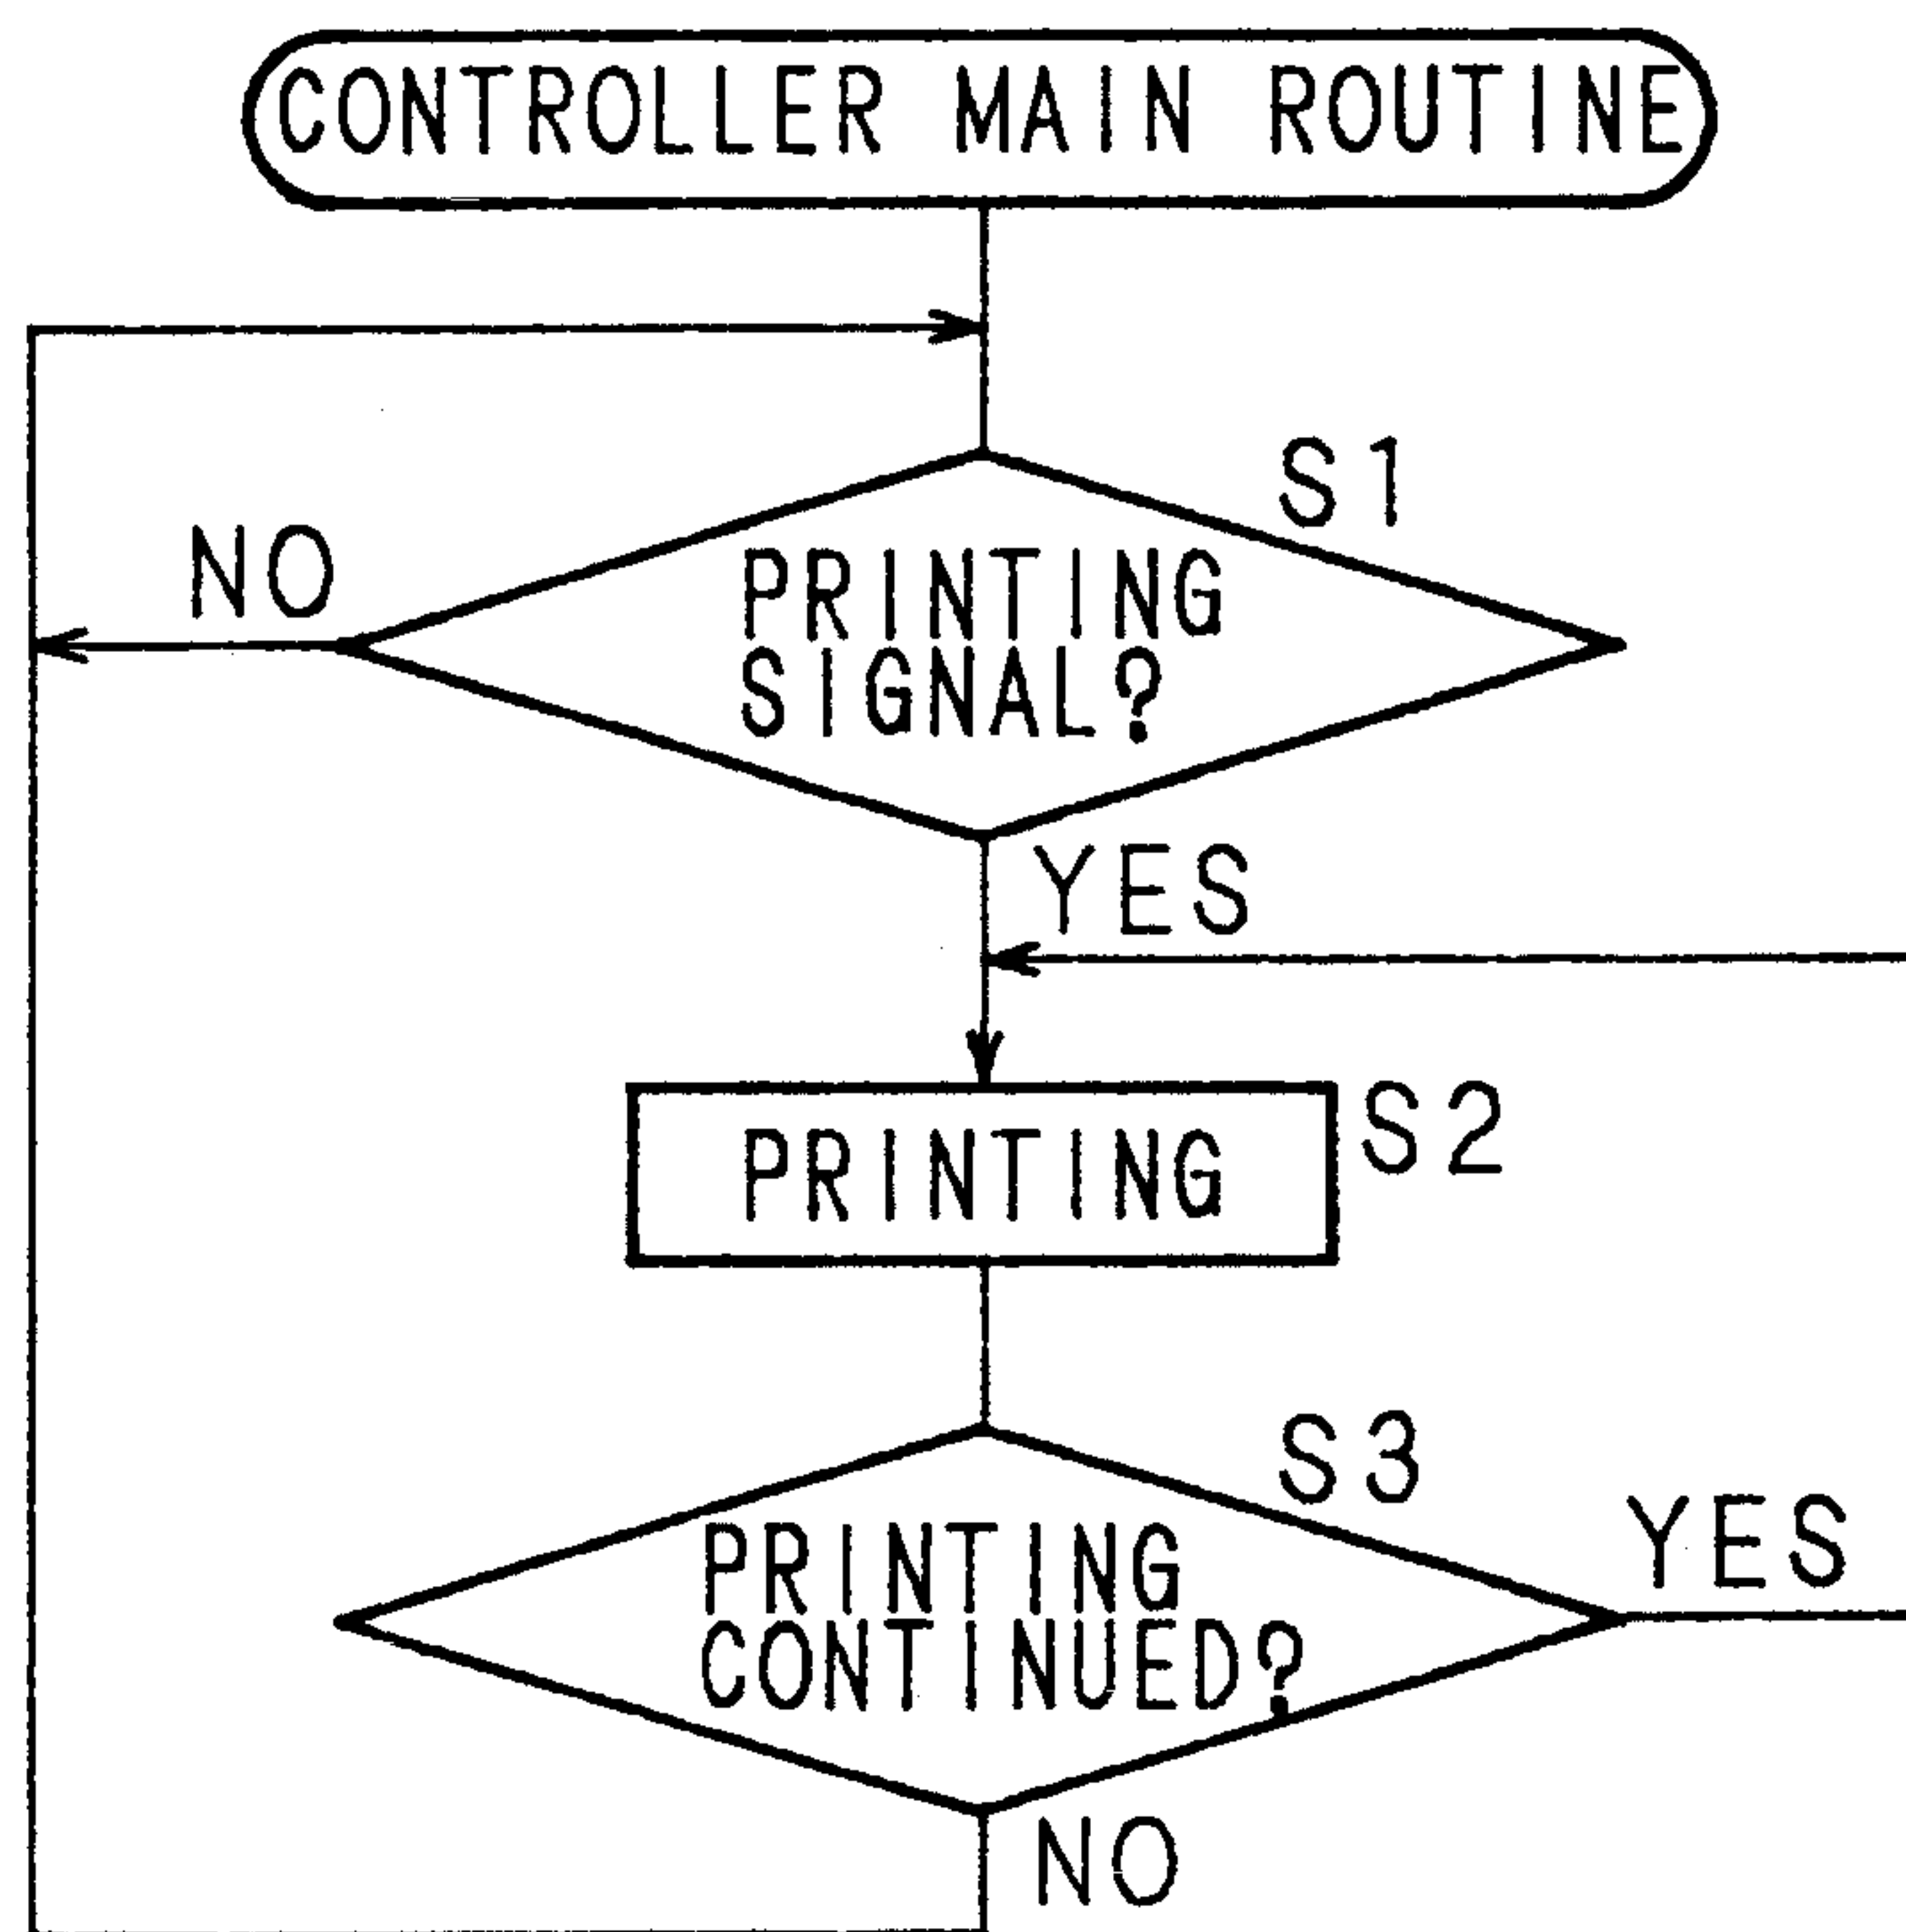 CONTROLLER MAIN ROUTINE
S1
NO
PRINTING
SIGNAL?
YES
S2
PRINTING
S3
YES
PRINTING
CONTINUED?
NO